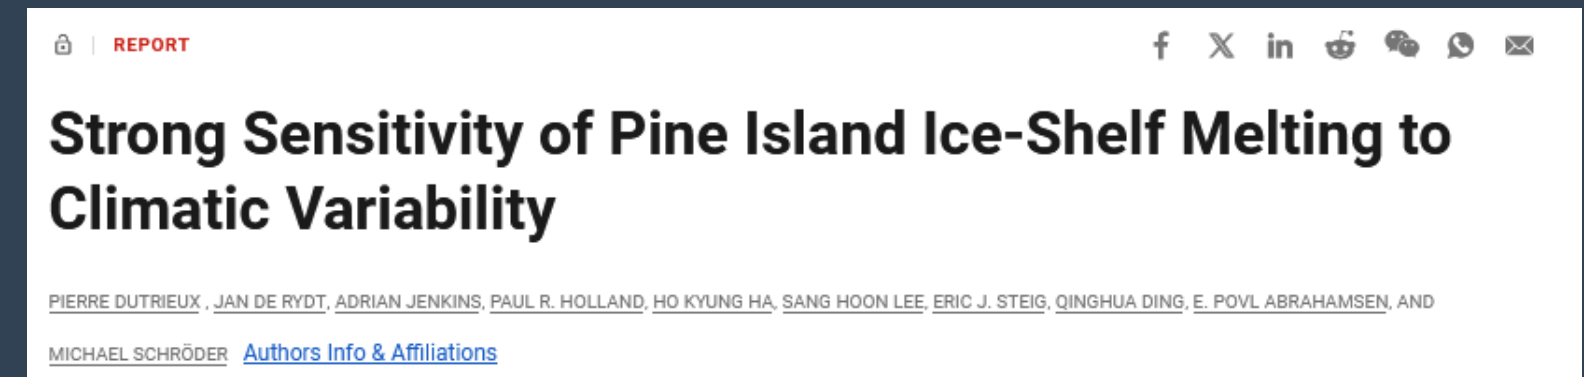 REPORT
Strong Sensitivity of Pine Island Ice-Shelf Melting to
Climatic Variability
PIERRE DUTRIEUX , JAN DE RYDT, ADRIAN JENKINS, PAUL R. HOLLAND, HO KYUNG HA, SANG HOON LEE, ERIC J. STEIG, QINGHUA DING, E. POVL ABRAHAMSEN, AND
MICHAEL SCHRÖDER Authors Info & Affiliations